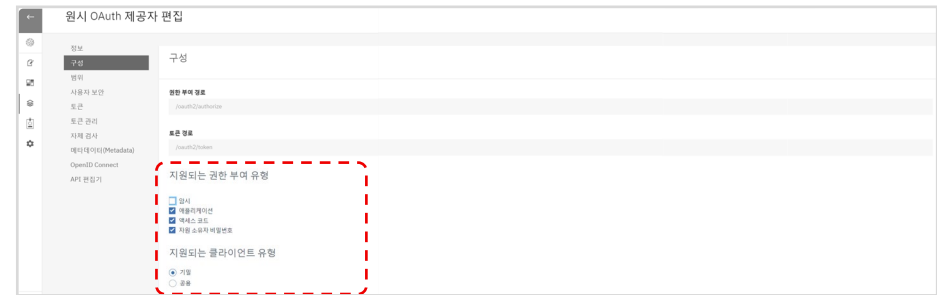 원시 OAuth 제공자 편집
정보
구성
범위
사용자 보안
토큰
토큰 관리
자체 검사
메타데이터(Metadata)
OpenID Connect
API 편집기
구성
권한 부여 경로
/oauth2/authorize
토큰 경로
/oauth2/token
지원되는 권한 부여 유형
암시
애플리케이션
액세스 코드
자원 소유자 비밀번호
지원되는 클라이언트 유형
기밀
공용